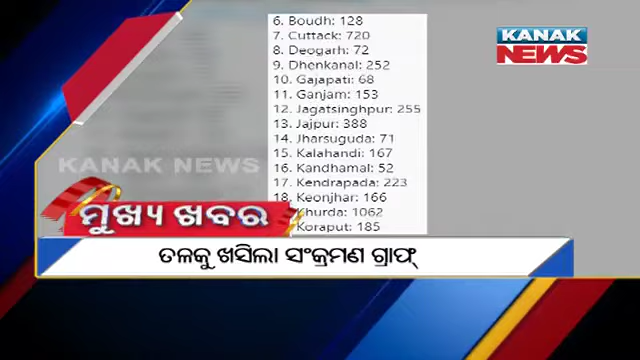 6. Boudh: 128
7. Cuttack: 720
8. Deogarh: 72
9. Dhenkanal: 252
10. Gajapati: 68
11. Ganjam: 153
12. Jagatsinghpur: 255
13. Jajpur: 388
14. Jharsuguda: 71
15. Kalahandi: 167
16. Kandhamal: 52
17. Kendrapada: 223
18. Keonjhar: 166
Khurda: 1062
Koraput: 185
KANAK
NEWS
KANAK NEWS
ମୁଖ୍ୟ ଖବର
ତଳକୁ ଖସିଲା ସଂକ୍ରମଣ ଗ୍ରାଫ୍